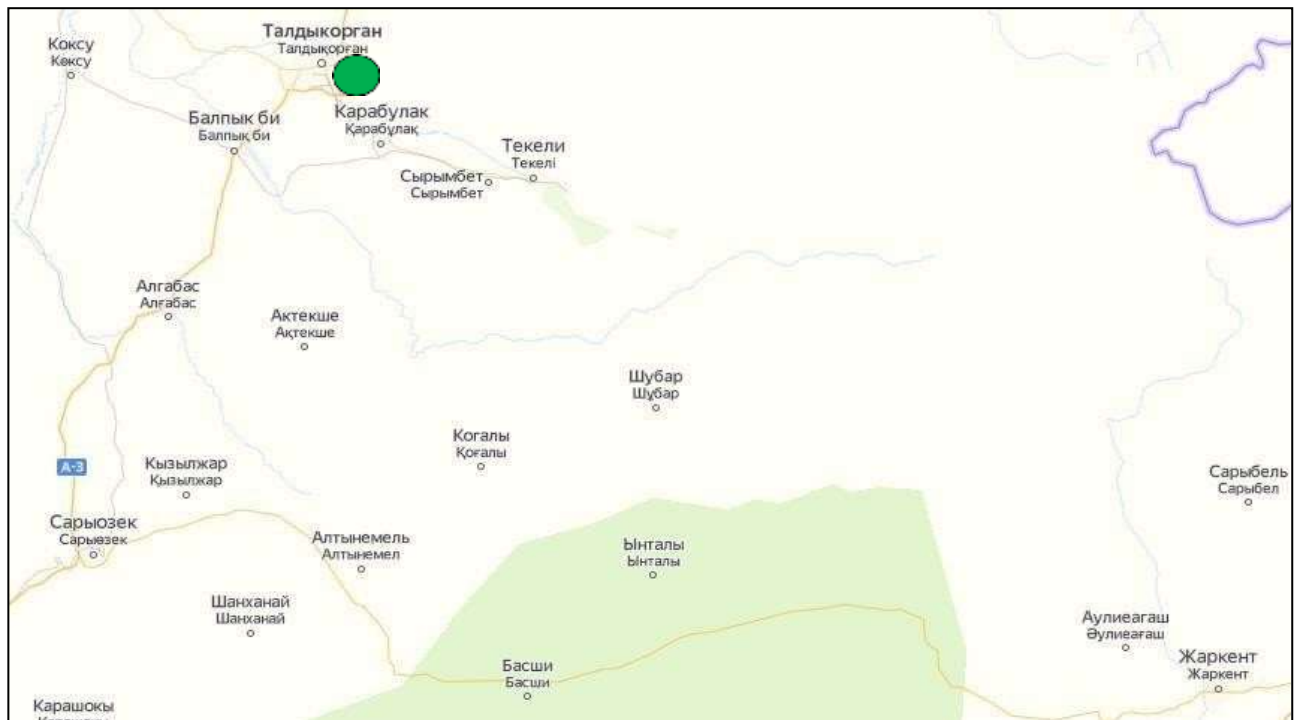 Талдыкорган
Талдықорған
Коксу
Көксу
Балпык би
Балпық би
Карабулак
Қарабұлақ
Текели
Текелі
Сырымбет
Сырымбет
Алгабас
Алғабас
Актекше
Ақтекше
Шубар
Шұбар
Когалы
Қоғалы
А-3
Кызылжар
Қызылжар
Сарыбель
Сарыбел
Сарыозек
Сарыөзек
Алтынемель
Алтынемел
Ынталы
Ынталы
Шанханай
Шанханай
Аулиеагаш
Әулиеағаш
Басши
Басши
Жаркент
Жаркент
Карашокы